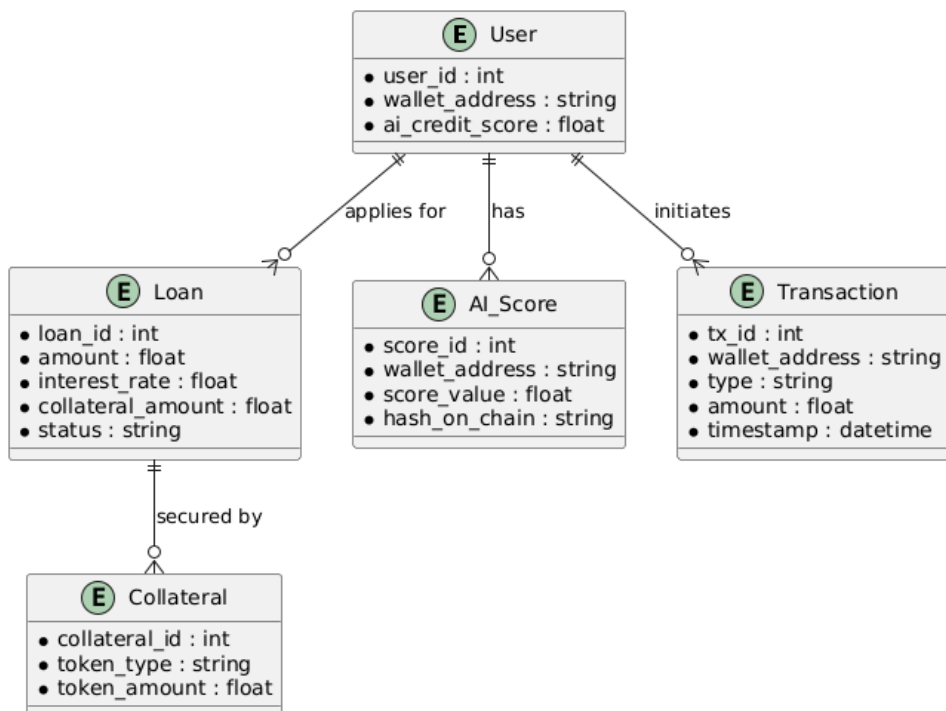 E User
user_id : int
wallet_address : string
ai_credit_score : float
applies for
has
initiates
E Loan
loan_id : int
amount : float
interest_rate : float
collateral_amount : float
status : string
E AI_Score
score_id : int
wallet_address : string
score_value : float
hash_on_chain : string
E Transaction
tx_id : int
wallet_address : string
type : string
amount : float
timestamp : datetime
secured by
E Collateral
collateral_id : int
token_type : string
token_amount : float